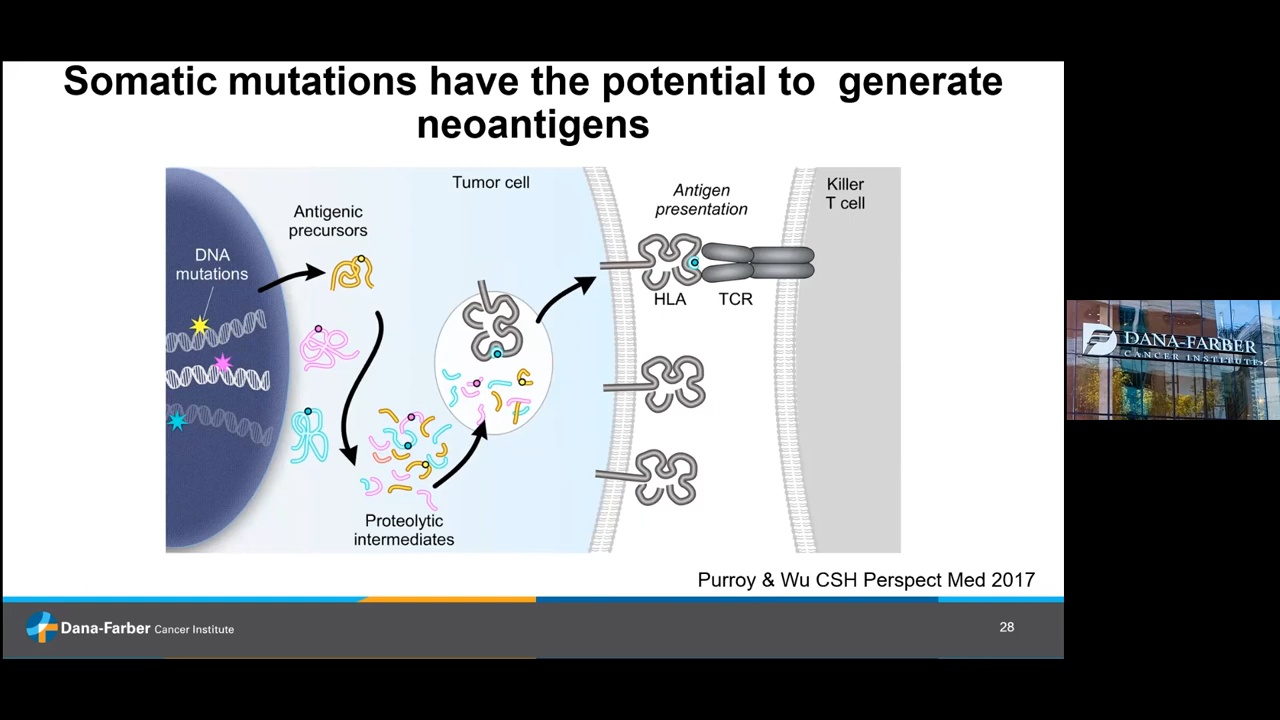 Somatic mutations have the potential to  generate
neoantigens
Tumor cell
Antigen
presentation
Killer
T cell
Antigenic
precursors
DNA
mutations
HLA
TCR
Proteolytic
intermediates
Purroy & Wu CSH Perspect Med 2017
Dana-Farber Cancer Institute
28
DANA-FARBER
CANCER INSTITUTE